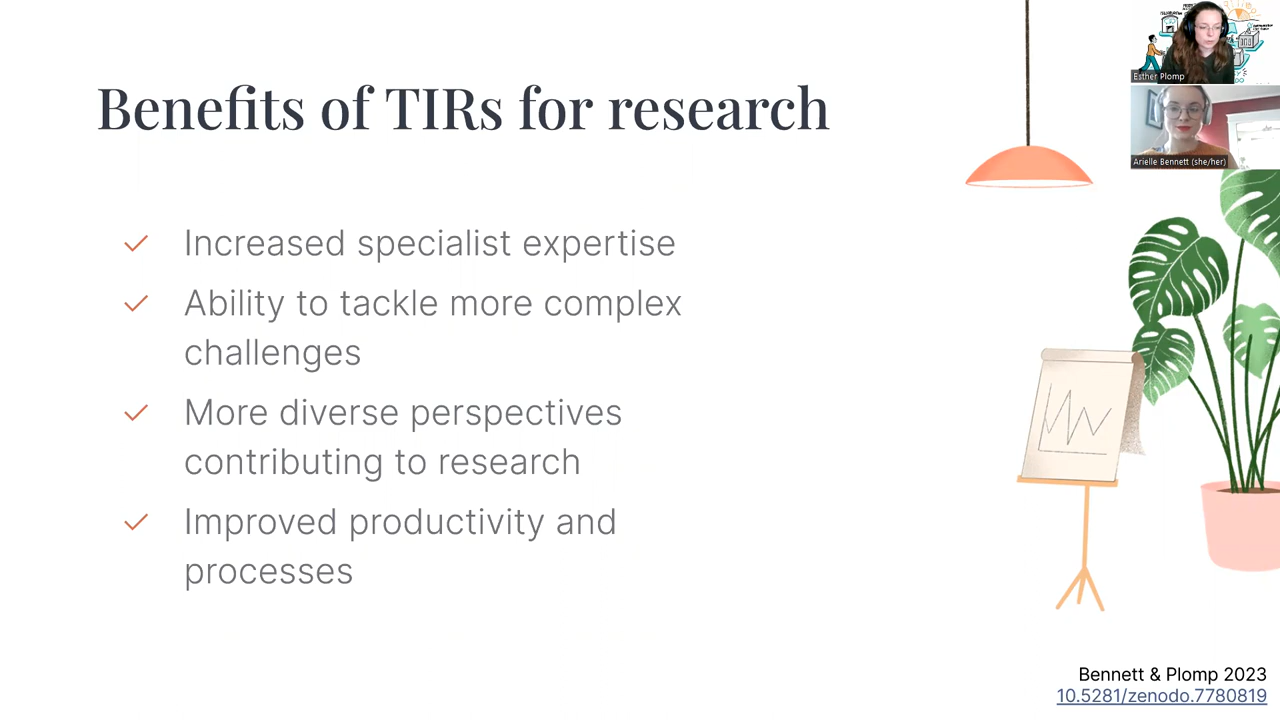 Benefits of TIRs for research
Increased specialist expertise
Ability to tackle more complex
challenges
More diverse perspectives
contributing to research
Improved productivity and
processes
Esther Plomp
Arielle Bennett (she/her)
Bennett & Plomp 2023
10.5281/zenodo.7780819